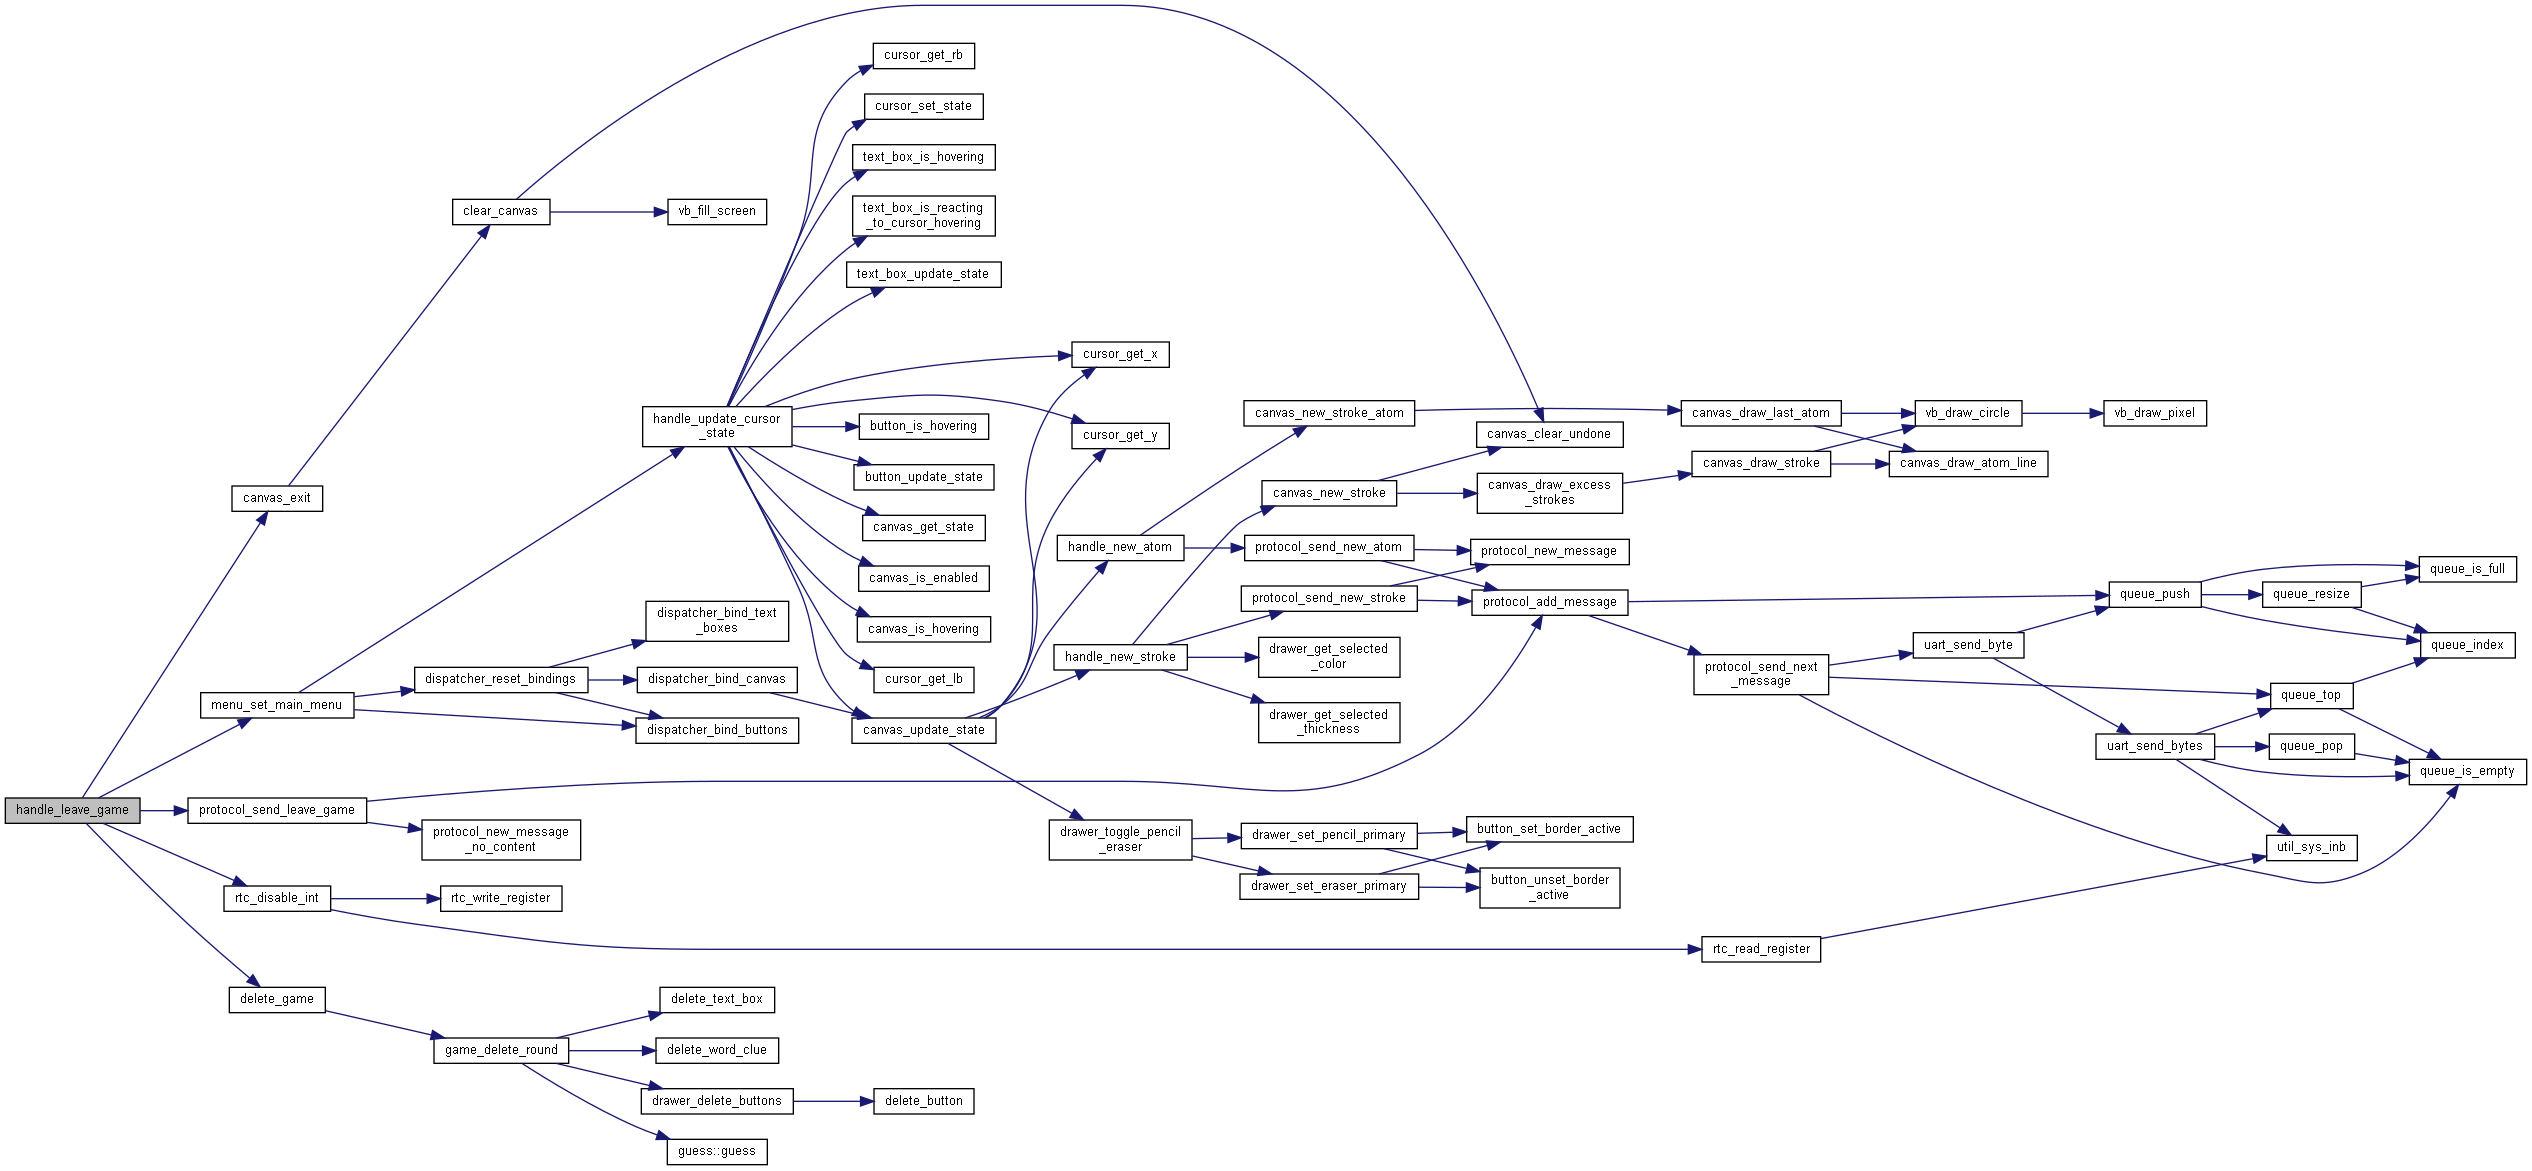 handle_leave_game
canvas_exit
clear_canvas
vb_fill_screen
canvas_clear_undone
menu_set_main_menu
handle_update_cursor
_state
cursor_get_rb
cursor_set_state
text_box_is_hovering
text_box_is_reacting
_to_cursor_hovering
text_box_update_state
cursor_get_x
cursor_get_y
button_is_hovering
button_update_state
canvas_get_state
canvas_is_enabled
canvas_is_hovering
cursor_get_lb
canvas_update_state
dispatcher_reset_bindings
dispatcher_bind_text
_boxes
dispatcher_bind_canvas
dispatcher_bind_buttons
handle_new_atom
canvas_new_stroke_atom
canvas_draw_last_atom
vb_draw_circle
vb_draw_pixel
canvas_draw_atom_line
protocol_send_new_atom
protocol_new_message
protocol_add_message
handle_new_stroke
canvas_new_stroke
canvas_draw_excess
_strokes
canvas_draw_stroke
protocol_send_new_stroke
drawer_get_selected
_color
drawer_get_selected
_thickness
drawer_toggle_pencil
_eraser
drawer_set_pencil_primary
drawer_set_eraser_primary
button_set_border_active
button_unset_border
_active
protocol_send_next
_message
uart_send_byte
uart_send_bytes
queue_push
queue_resize
queue_is_full
queue_index
queue_top
queue_pop
queue_is_empty
util_sys_inb
protocol_send_leave_game
protocol_new_message
_no_content
rtc_disable_int
rtc_write_register
rtc_read_register
delete_game
game_delete_round
delete_text_box
delete_word_clue
drawer_delete_buttons
delete_button
guess::guess